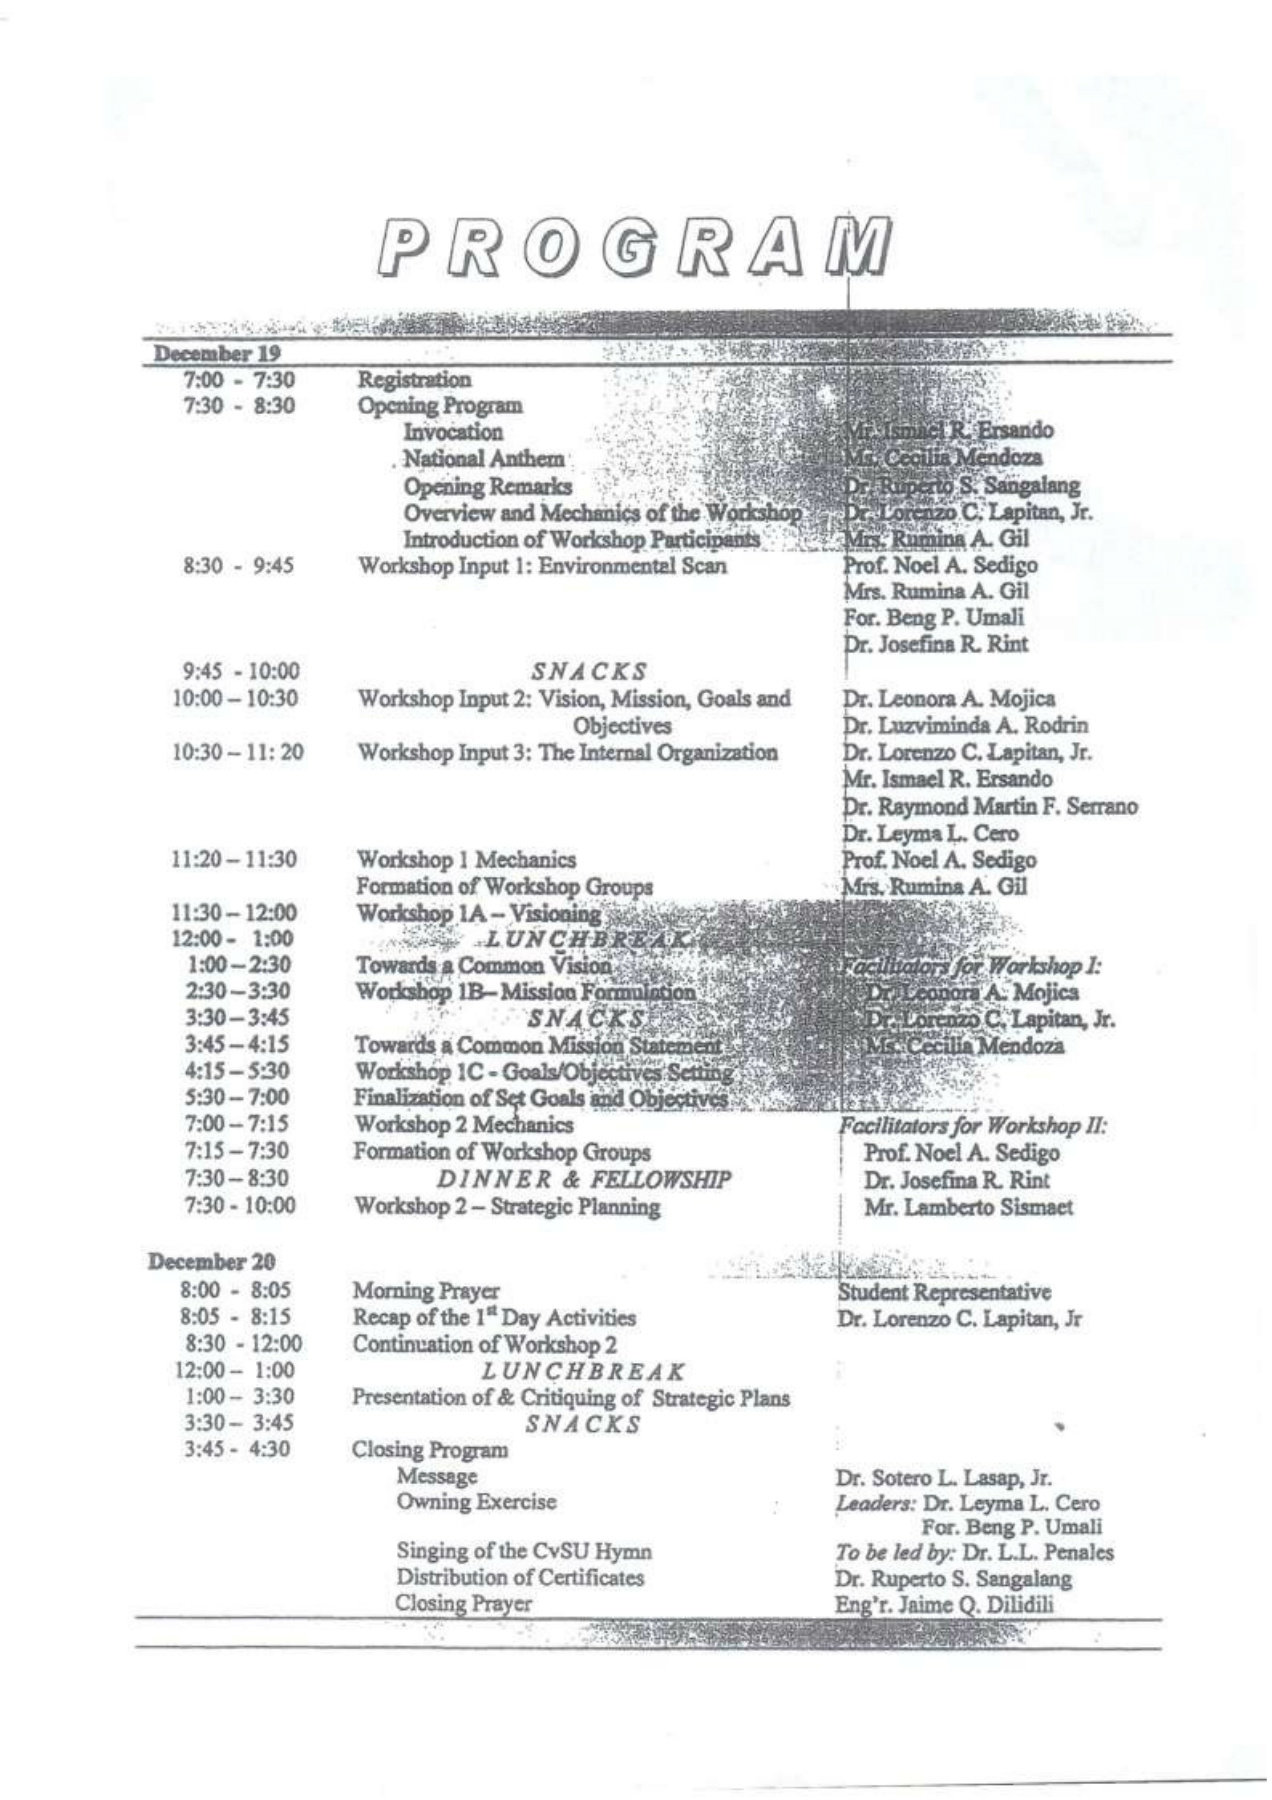 PROGRAM
December 19
7:00 - 7:30 Registration
7:30 - 8:30 Opening Program
Invocation Mr. Ismael R. Ersando
National Anthem Ms. Cecilia Mendoza
Opening Remarks Dr. Ruperto S. Sangalang
Overview and Mechanics of the Workshop Dr. Lorenzo C. Lapitan, Jr.
Introduction of Workshop Participants Mrs. Rumina A. Gil
8:30 - 9:45 Workshop Input 1: Environmental Scan Prof. Noel A. Sedigo
Mrs. Rumina A. Gil
For. Beng P. Umali
Dr. Josefina R. Rint
9:45 - 10:00 SNACKS
10:00 – 10:30 Workshop Input 2: Vision, Mission, Goals and Dr. Leonora A. Mojica
Objectives Dr. Luzviminda A. Rodrin
10:30 – 11: 20 Workshop Input 3: The Internal Organization Dr. Lorenzo C. Lapitan, Jr.
Mr. Ismael R. Ersando
Dr. Raymond Martin F. Serrano
Dr. Leyma L. Cero
11:20 – 11:30 Workshop 1 Mechanics Prof. Noel A. Sedigo
Formation of Workshop Groups Mrs. Rumina A. Gil
11:30 – 12:00 Workshop 1A – Visioning
12:00 - 1:00 LUNCHBREAK
1:00 – 2:30 Towards a Common Vision Facilitators for Workshop I:
2:30 – 3:30 Workshop 1B– Mission Formulation Dr. Leonora A. Mojica
3:30 – 3:45 SNACKS Dr. Lorenzo C. Lapitan, Jr.
3:45 – 4:15 Towards a Common Mission Statement Ms. Cecilia Mendoza
4:15 – 5:30 Workshop 1C - Goals/Objectives Setting
5:30 – 7:00 Finalization of Set Goals and Objectives
7:00 – 7:15 Workshop 2 Mechanics Facilitators for Workshop II:
7:15 – 7:30 Formation of Workshop Groups Prof. Noel A. Sedigo
7:30 – 8:30 DINNER & FELLOWSHIP Dr. Josefina R. Rint
7:30 - 10:00 Workshop 2 – Strategic Planning Mr. Lamberto Sismaet
December 20
8:00 - 8:05 Morning Prayer Student Representative
8:05 - 8:15 Recap of the 1st Day Activities Dr. Lorenzo C. Lapitan, Jr
8:30 - 12:00 Continuation of Workshop 2
12:00 – 1:00 LUNCHBREAK
1:00 – 3:30 Presentation of & Critiquing of Strategic Plans
3:30 – 3:45 SNACKS
3:45 - 4:30 Closing Program
Message Dr. Sotero L. Lasap, Jr.
Owning Exercise Leaders: Dr. Leyma L. Cero
For. Beng P. Umali
Singing of the CvSU Hymn To be led by: Dr. L.L. Penales
Distribution of Certificates Dr. Ruperto S. Sangalang
Closing Prayer Eng'r. Jaime Q. Dilidili